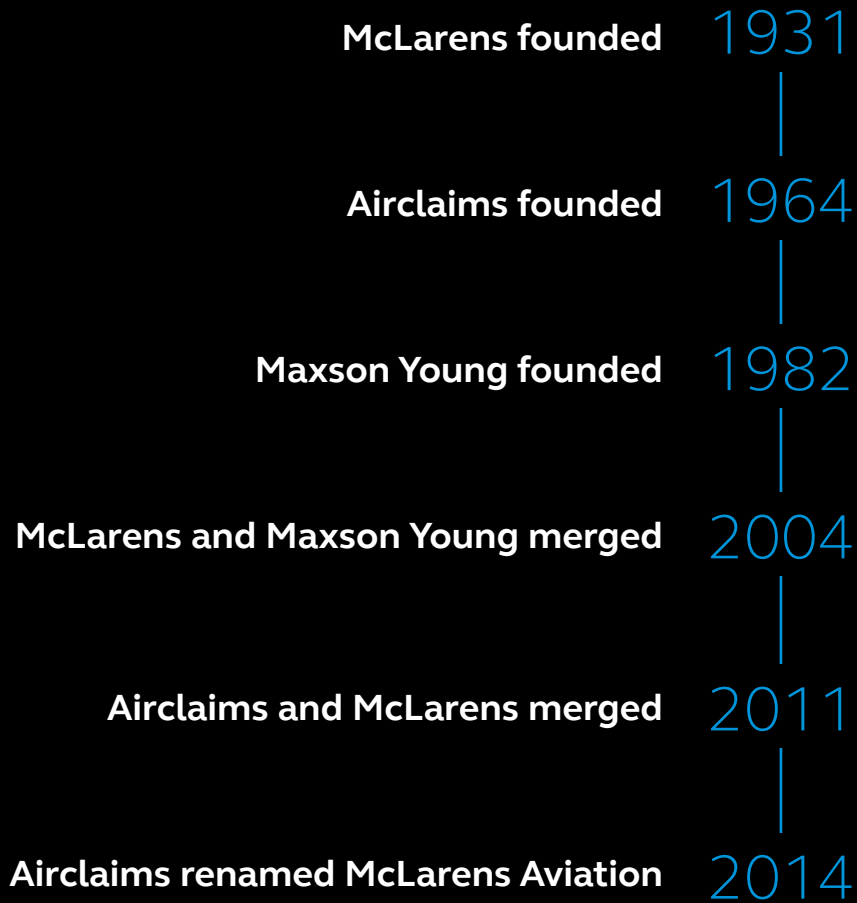 McLarens founded 1931
Airclaims founded 1964
Maxson Young founded 1982
McLarens and Maxson Young merged 2004
Airclaims and McLarens merged 2011
Airclaims renamed McLarens Aviation 2014